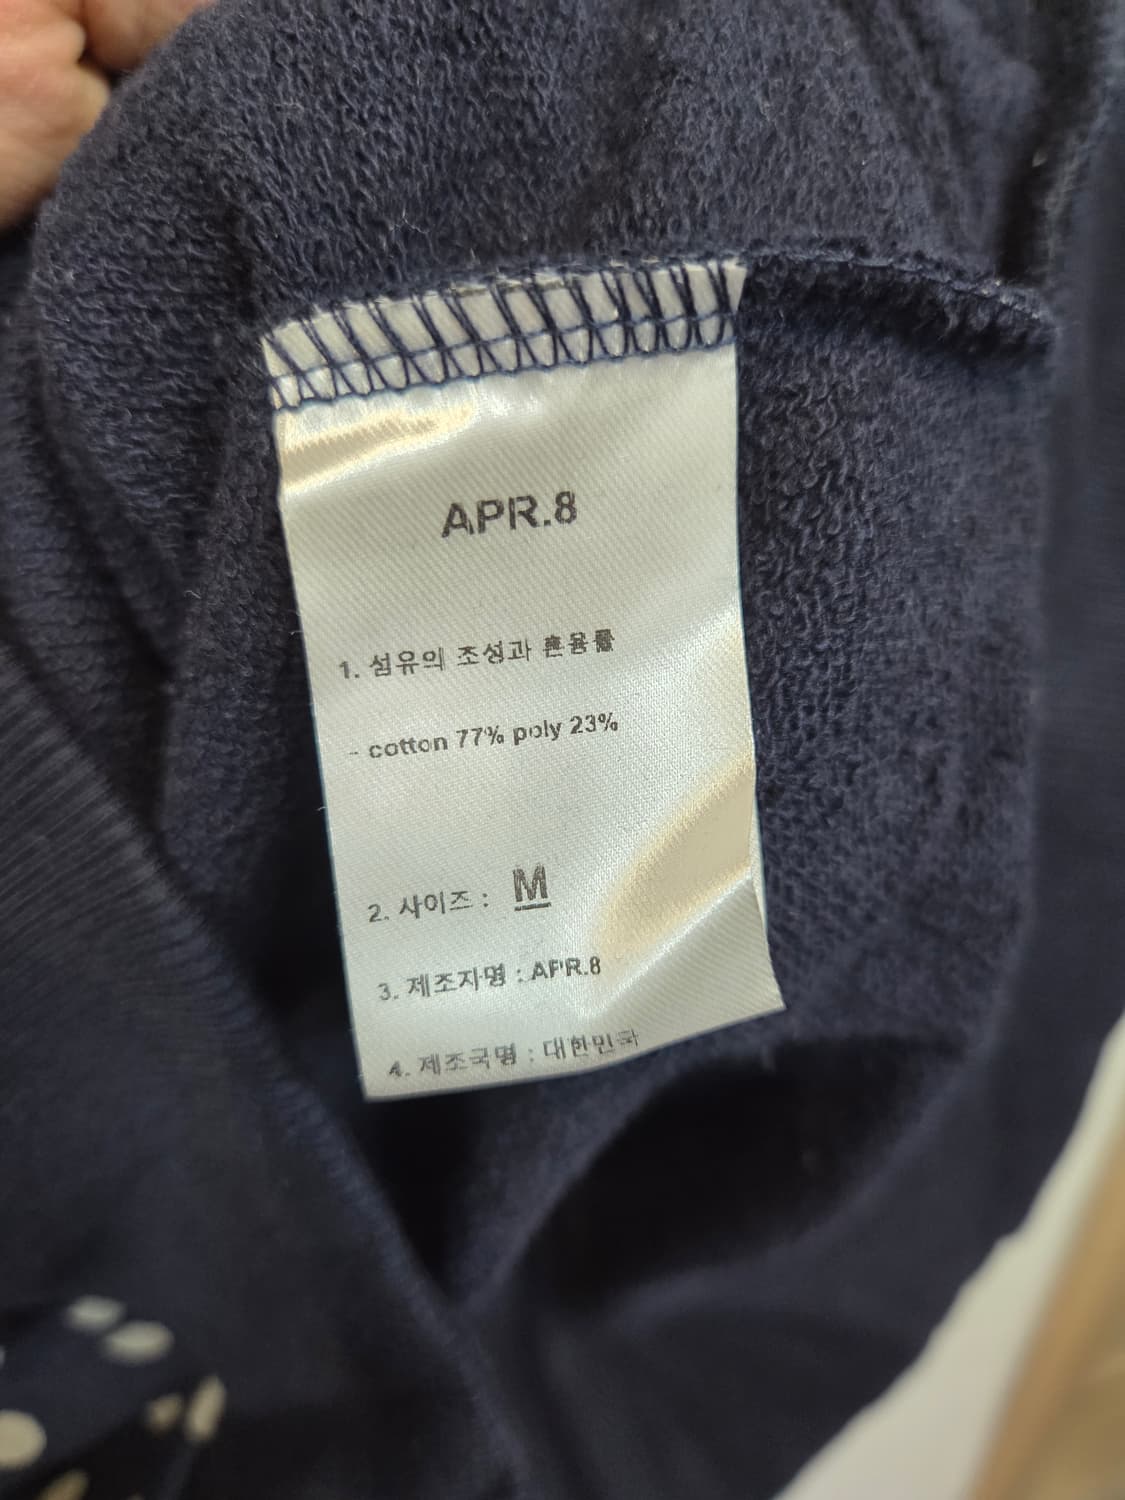 APR.8
1. 섬유의 조성과 혼용률
- cotton 77% poly 23%
2. 사이즈 : M
3. 제조자명 : APR.8
4. 제조국명 : 대한민국